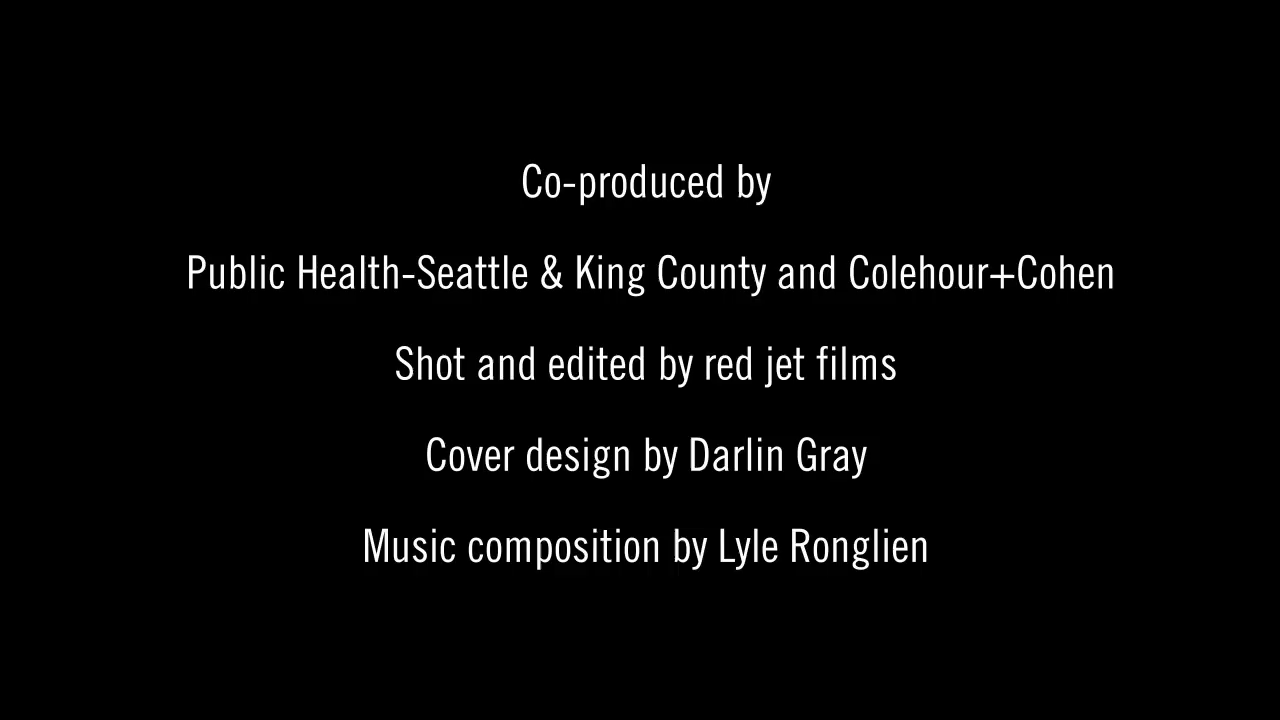 Co-produced by
Public Health-Seattle & King County and Colehour+Cohen
Shot and edited by red jet films
Cover design by Darlin Gray
Music composition by Lyle Ronglien